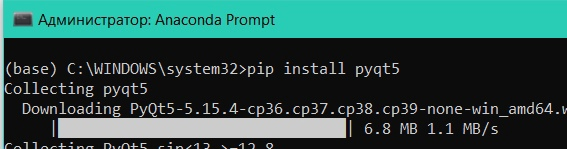 Администратор: Anaconda Prompt
(base) C:\WINDOWS\system32>pip install pyqt5
Collecting pyqt5
Downloading PyQt5-5.15.4-cp36.cp37.cp38.cp39-none-win_amd64.w
| | 6.8 MB 1.1 MB/s
Collecting PyQt5 sip<13,>=12.8